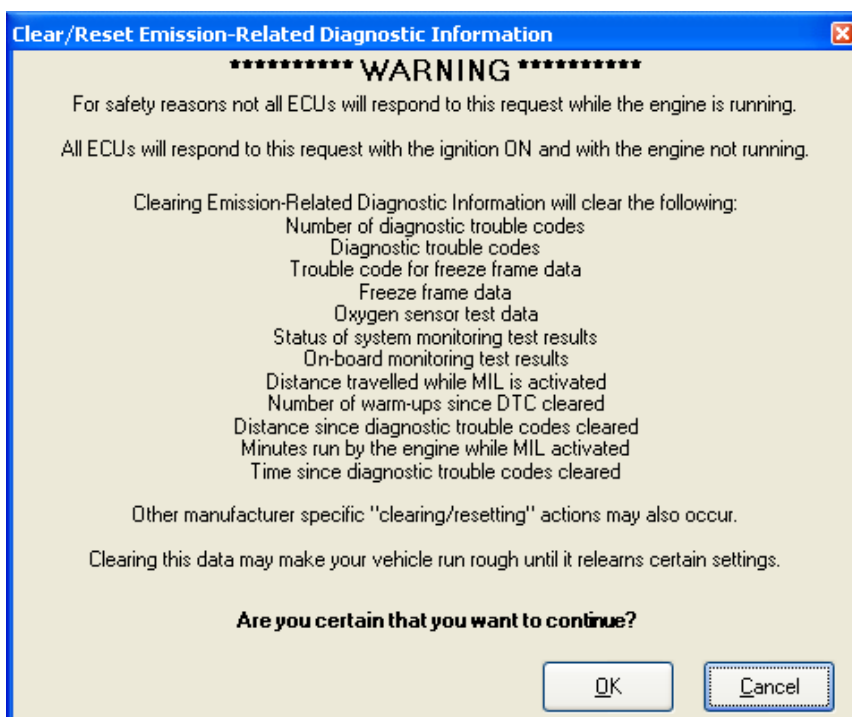 Clear/Reset Emission-Related Diagnostic Information
********** WARNING **********
For safety reasons not all ECUs will respond to this request while the engine is running.
All ECUs will respond to this request with the ignition ON and with the engine not running.
Clearing Emission-Related Diagnostic Information will clear the following:
Number of diagnostic trouble codes
Diagnostic trouble codes
Trouble code for freeze frame data
Freeze frame data
Oxygen sensor test data
Status of system monitoring test results
On-board monitoring test results
Distance travelled while MIL is activated
Number of warm-ups since DTC cleared
Distance since diagnostic trouble codes cleared
Minutes run by the engine while MIL activated
Time since diagnostic trouble codes cleared
Other manufacturer specific "clearing/resetting" actions may also occur.
Clearing this data may make your vehicle run rough until it relearns certain settings.
Are you certain that you want to continue?
OK Cancel